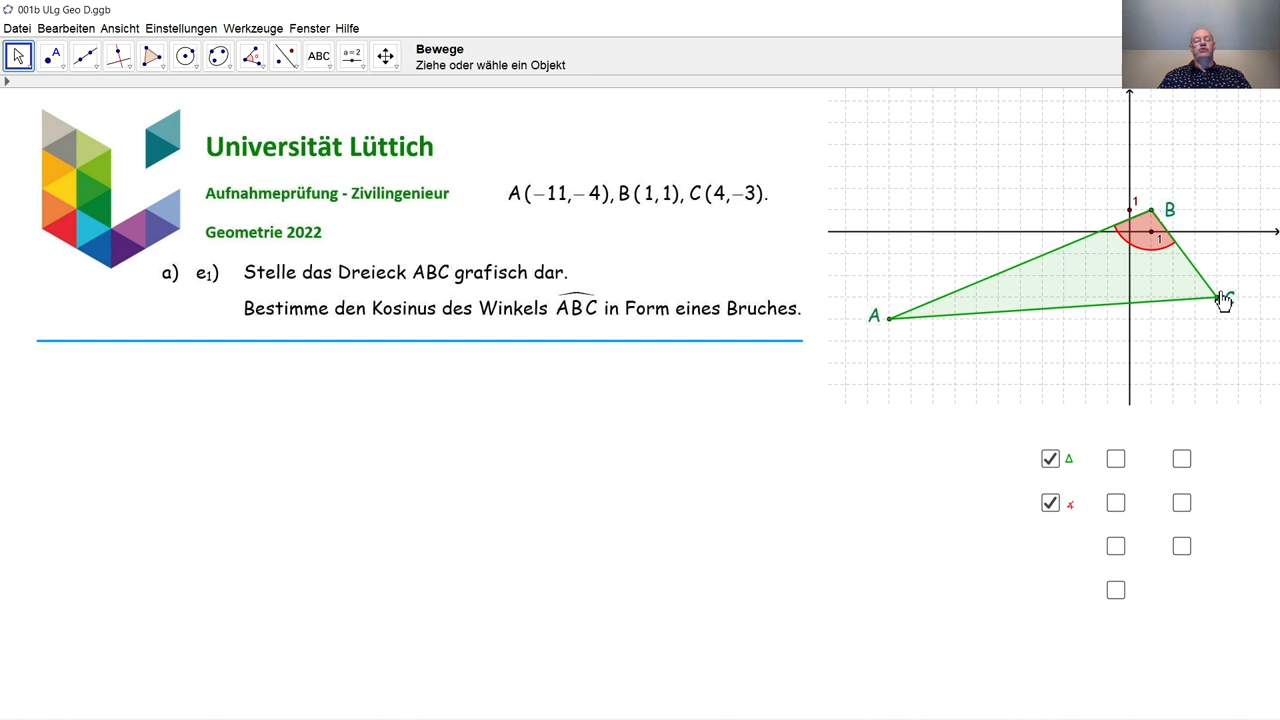 001b ULg Geo D.ggb
Datei Bearbeiten Ansicht Einstellungen Werkzeuge Fenster Hilfe
A
ABC
a=2
Bewege
Ziehe oder wähle ein Objekt
Universität Lüttich
Aufnahmeprüfung - Zivilingenieur
A(−11,−4), B(1,1), C(4,−3).
Geometrie 2022
a) e₁) Stelle das Dreieck ABC grafisch dar.
Bestimme den Kosinus des Winkels ABC in Form eines Bruches.
1
B
1
A
C
Δ
∡